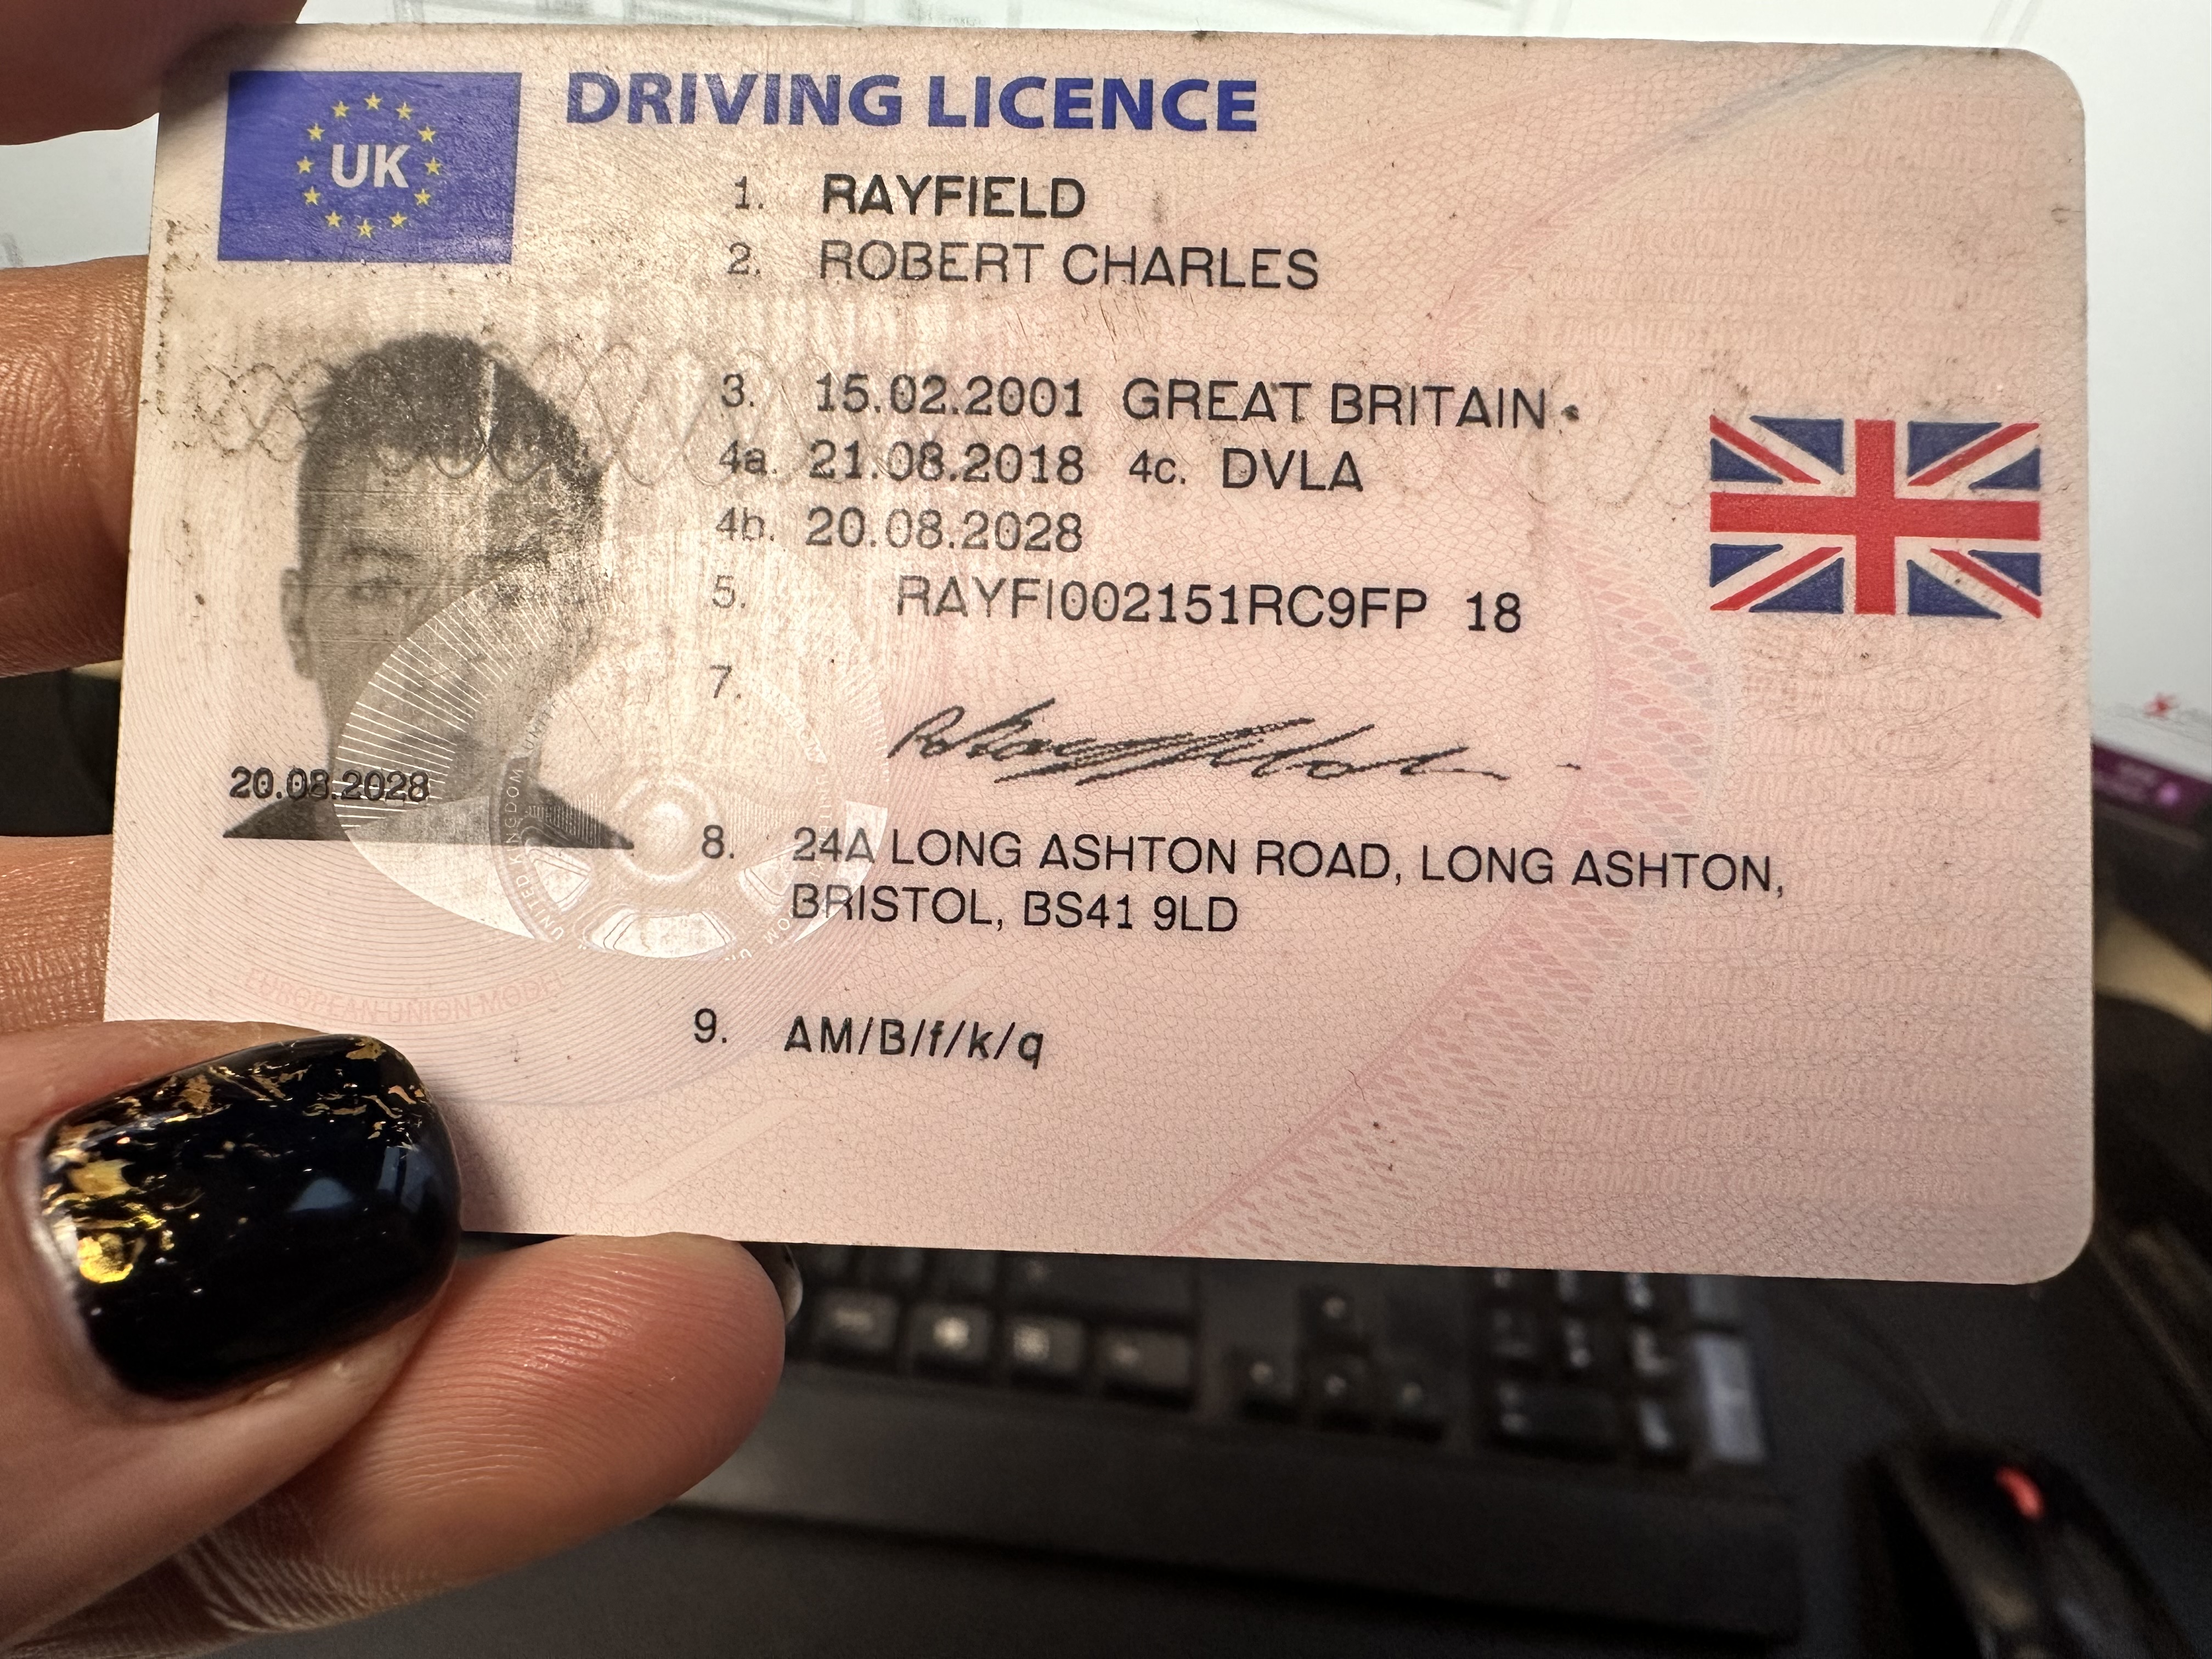 UK
DRIVING LICENCE
1. RAYFIELD
2. ROBERT CHARLES
3. 15.02.2001 GREAT BRITAIN
4a. 21.08.2018 4c. DVLA
4b. 20.08.2028
5. RAYFI002151RC9FP 18
7.
20.08.2028
8. 24A LONG ASHTON ROAD, LONG ASHTON,
BRISTOL, BS41 9LD
EUROPEAN UNION MODEL
9. AM/B/f/k/q
UNITED KINGDOM